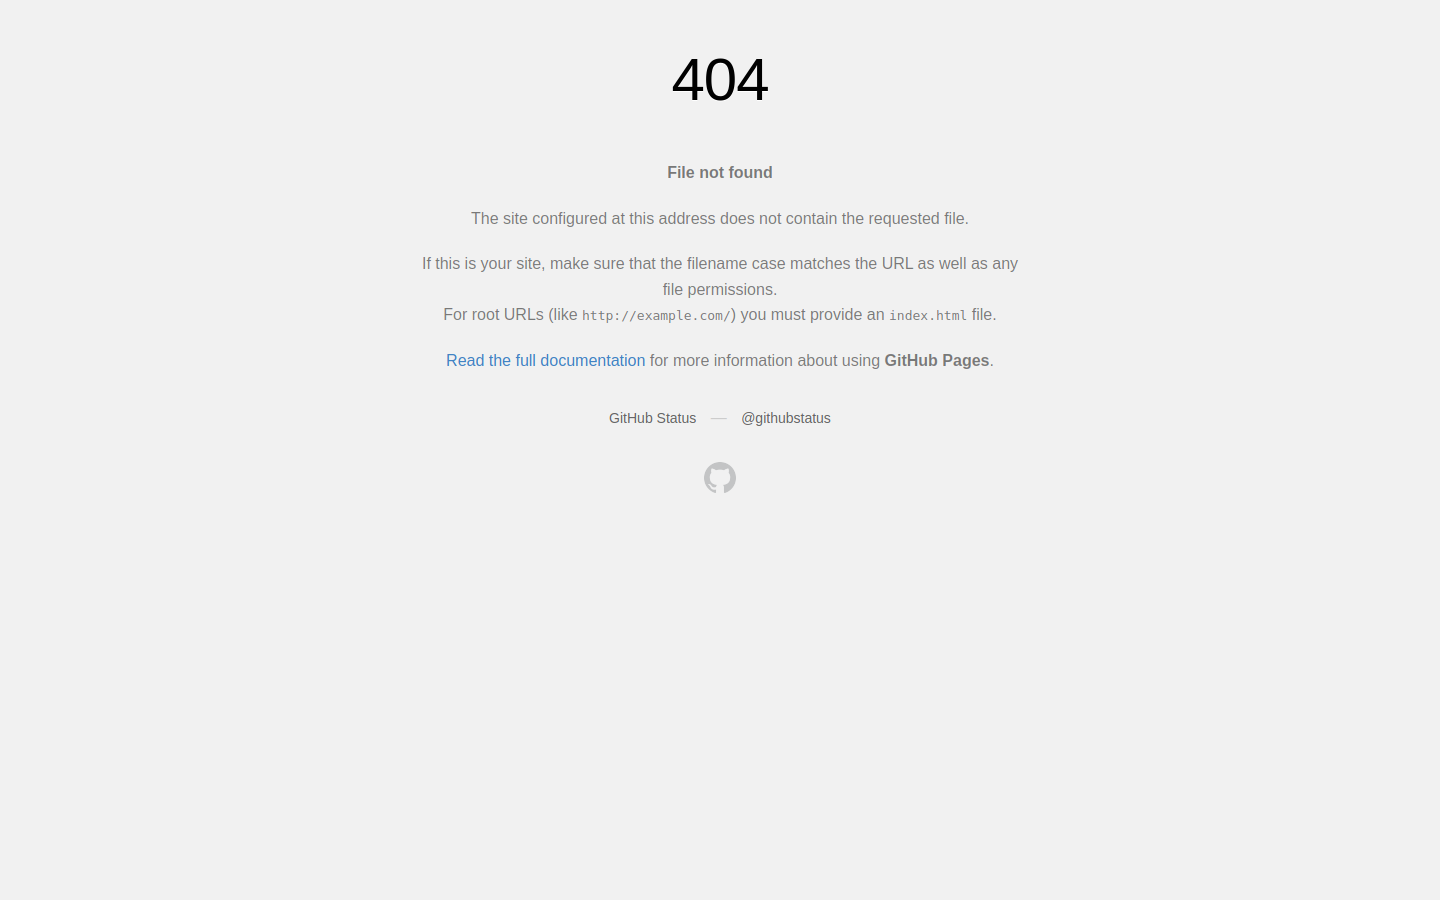 404
File not found
The site configured at this address does not contain the requested file.
If this is your site, make sure that the filename case matches the URL as well as any
file permissions.
For root URLs (like http://example.com/) you must provide an index.html file.
Read the full documentation for more information about using GitHub Pages.
GitHub Status — @githubstatus